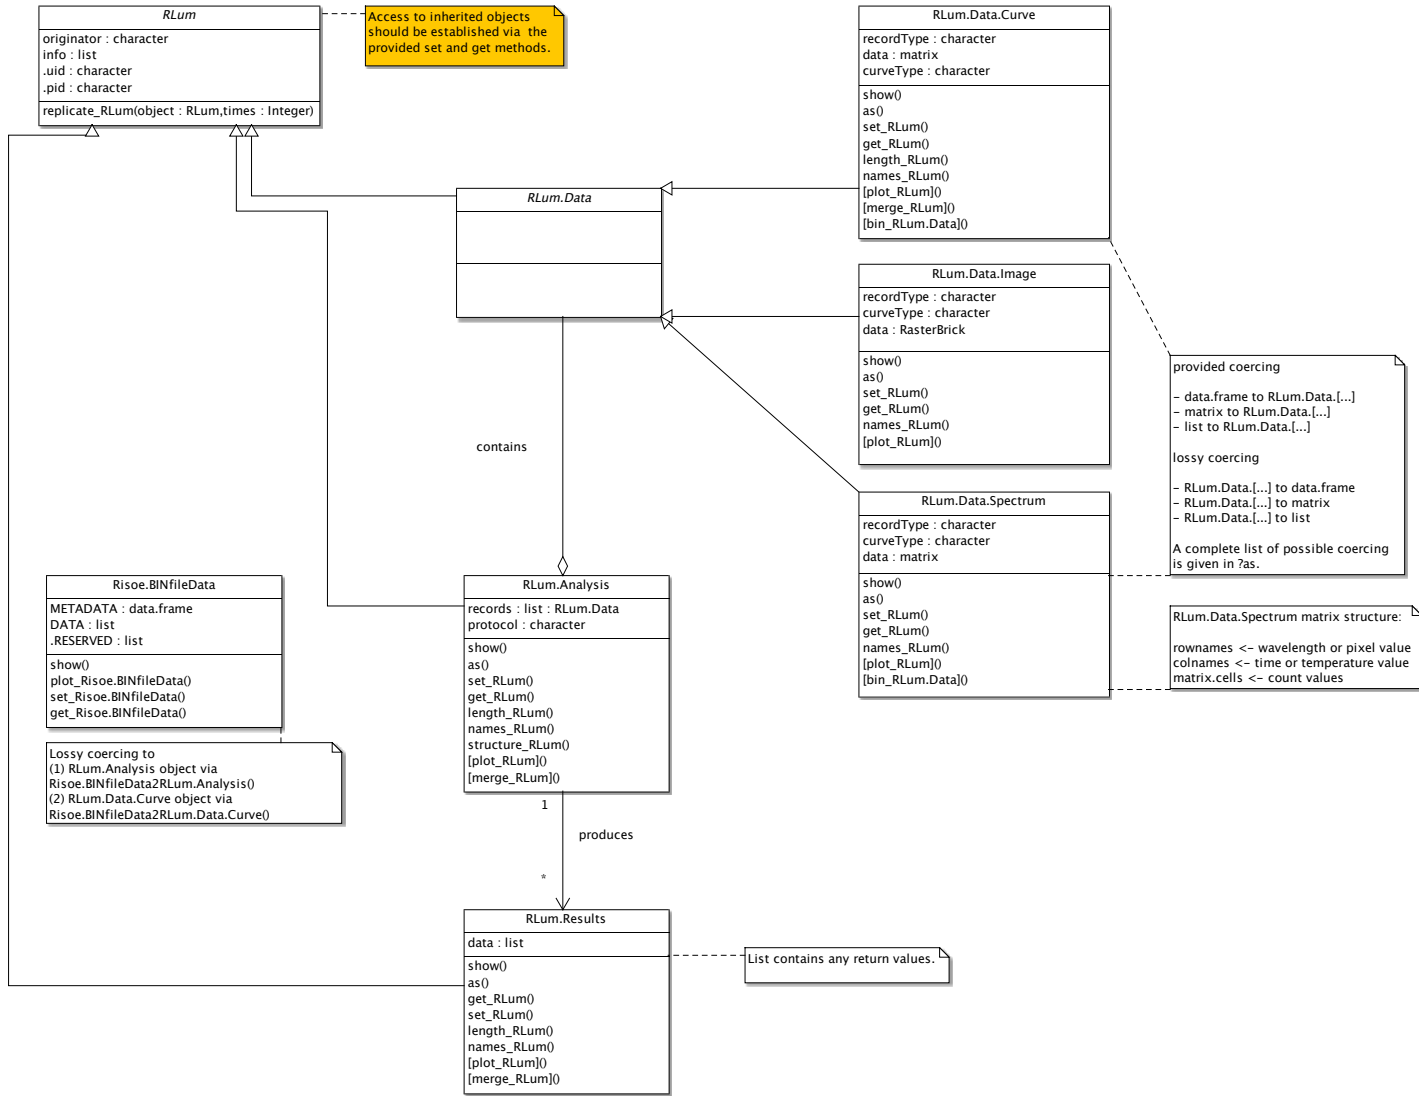 RLum
originator : character
info : list
.uid : character
.pid : character
replicate_RLum(object : RLum,times : Integer)
Access to inherited objects
should be established via  the
provided set and get methods.
RLum.Data.Curve
recordType : character
data : matrix
curveType : character
show()
as()
set_RLum()
get_RLum()
length_RLum()
names_RLum()
[plot_RLum]()
[merge_RLum]()
[bin_RLum.Data]()
RLum.Data
RLum.Data.Image
recordType : character
curveType : character
data : RasterBrick
show()
as()
set_RLum()
get_RLum()
names_RLum()
[plot_RLum]()
provided coercing
- data.frame to RLum.Data.[...]
- matrix to RLum.Data.[...]
- list to RLum.Data.[...]
lossy coercing
- RLum.Data.[...] to data.frame
- RLum.Data.[...] to matrix
- RLum.Data.[...] to list
A complete list of possible coercing
is given in ?as.
contains
RLum.Data.Spectrum
recordType : character
curveType : character
data : matrix
show()
as()
set_RLum()
get_RLum()
names_RLum()
[plot_RLum]()
[bin_RLum.Data]()
RLum.Data.Spectrum matrix structure:
rownames <- wavelength or pixel value
colnames <- time or temperature value
matrix.cells <- count values
Risoe.BINfileData
METADATA : data.frame
DATA : list
.RESERVED : list
show()
plot_Risoe.BINfileData()
set_Risoe.BINfileData()
get_Risoe.BINfileData()
Lossy coercing to
(1) RLum.Analysis object via
Risoe.BINfileData2RLum.Analysis()
(2) RLum.Data.Curve object via
Risoe.BINfileData2RLum.Data.Curve()
RLum.Analysis
records : list : RLum.Data
protocol : character
show()
as()
set_RLum()
get_RLum()
length_RLum()
names_RLum()
structure_RLum()
[plot_RLum]()
[merge_RLum]()
1
produces
*
RLum.Results
data : list
show()
as()
get_RLum()
set_RLum()
length_RLum()
names_RLum()
[plot_RLum]()
[merge_RLum]()
List contains any return values.